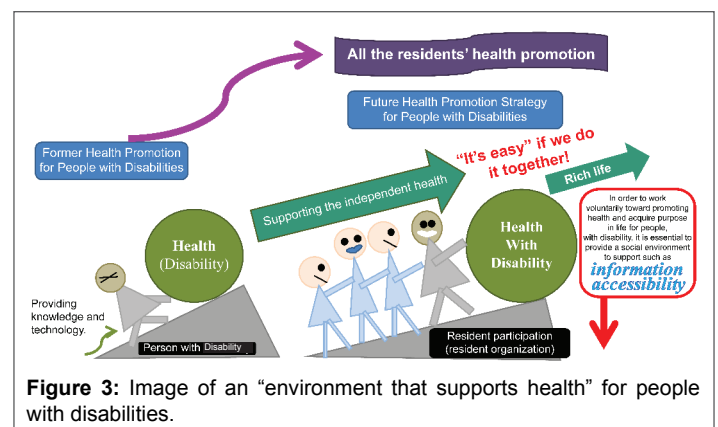 All the residents' health promotion
Former Health Promotion
for People with Disabilities
Future Health Promotion Strategy
for People with Disabilities
"It's easy" if we do
it together!
Rich life
Supporting the independent health
Health
(Disability)
Health
With
Disability
In order to work
voluntarily toward promoting
health and acquire purpose
in life for people,
with disability, it is essential to
provide a social environment
to support such as
information
accessibility
Providing
knowledge and
technology.
Person with Disability
Resident participation
(resident organization)
Figure 3: Image of an "environment that supports health" for people
with disabilities.